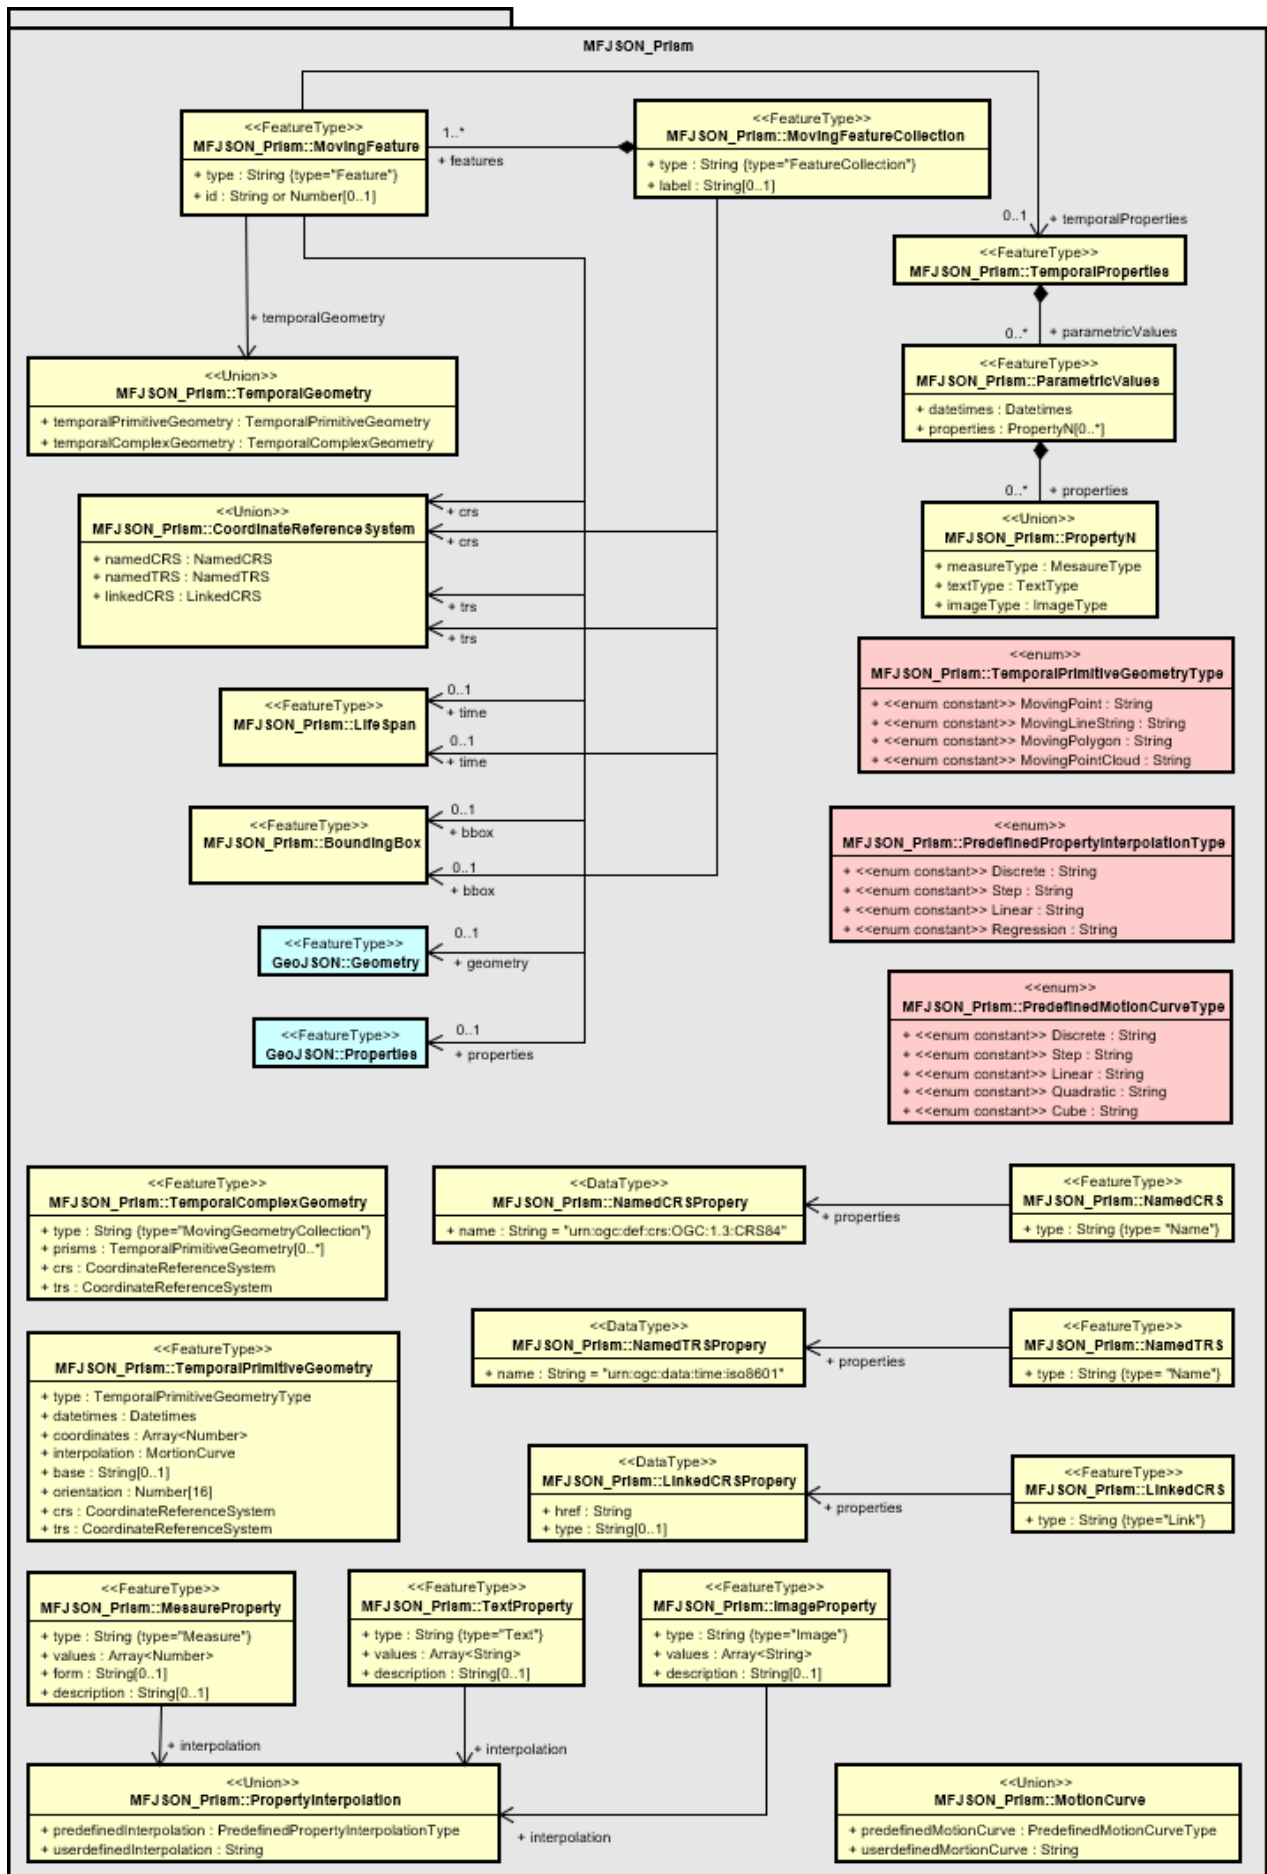 MFJSON_Prism
<<FeatureType>>
MFJSON_Prism::MovingFeature
+ type : String {type="Feature"}
+ id : String or Number[0..1]
1..*
+ features
<<FeatureType>>
MFJSON_Prism::MovingFeatureCollection
+ type : String {type="FeatureCollection"}
+ label : String[0..1]
0..1
+ temporalProperties
<<FeatureType>>
MFJSON_Prism::TemporalProperties
0..*
+ parametricValues
<<FeatureType>>
MFJSON_Prism::ParametricValues
+ datetimes : Datetimes
+ properties : PropertyN[0..*]
0..*
+ properties
<<Union>>
MFJSON_Prism::PropertyN
+ measureType : MesaureType
+ textType : TextType
+ imageType : ImageType
+ temporalGeometry
<<Union>>
MFJSON_Prism::TemporalGeometry
+ temporalPrimitiveGeometry : TemporalPrimitiveGeometry
+ temporalComplexGeometry : TemporalComplexGeometry
<<Union>>
MFJSON_Prism::CoordinateReferenceSystem
+ namedCRS : NamedCRS
+ namedTRS : NamedTRS
+ linkedCRS : LinkedCRS
+ crs
+ crs
+ trs
+ trs
<<FeatureType>>
MFJSON_Prism::LifeSpan
0..1
+ time
0..1
+ time
<<FeatureType>>
MFJSON_Prism::BoundingBox
0..1
+ bbox
0..1
+ bbox
<<FeatureType>>
GeoJSON::Geometry
0..1
+ geometry
<<FeatureType>>
GeoJSON::Properties
0..1
+ properties
<<enum>>
MFJSON_Prism::TemporalPrimitiveGeometryType
+ <<enum constant>> MovingPoint : String
+ <<enum constant>> MovingLineString : String
+ <<enum constant>> MovingPolygon : String
+ <<enum constant>> MovingPointCloud : String
<<enum>>
MFJSON_Prism::PredefinedPropertyInterpolationType
+ <<enum constant>> Discrete : String
+ <<enum constant>> Step : String
+ <<enum constant>> Linear : String
+ <<enum constant>> Regression : String
<<enum>>
MFJSON_Prism::PredefinedMotionCurveType
+ <<enum constant>> Discrete : String
+ <<enum constant>> Step : String
+ <<enum constant>> Linear : String
+ <<enum constant>> Quadratic : String
+ <<enum constant>> Cube : String
<<FeatureType>>
MFJSON_Prism::TemporalComplexGeometry
+ type : String {type="MovingGeometryCollection"}
+ prisms : TemporalPrimitiveGeometry[0..*]
+ crs : CoordinateReferenceSystem
+ trs : CoordinateReferenceSystem
<<DataType>>
MFJSON_Prism::NamedCRSPropery
+ name : String = "urn:ogc:def:crs:OGC:1.3:CRS84"
+ properties
<<FeatureType>>
MFJSON_Prism::NamedCRS
+ type : String {type= "Name"}
<<FeatureType>>
MFJSON_Prism::TemporalPrimitiveGeometry
+ type : TemporalPrimitiveGeometryType
+ datetimes : Datetimes
+ coordinates : Array<Number>
+ interpolation : MortionCurve
+ base : String[0..1]
+ orientation : Number[16]
+ crs : CoordinateReferenceSystem
+ trs : CoordinateReferenceSystem
<<DataType>>
MFJSON_Prism::NamedTRSPropery
+ name : String = "urn:ogc:data:time:iso8601"
+ properties
<<FeatureType>>
MFJSON_Prism::NamedTRS
+ type : String {type= "Name"}
<<DataType>>
MFJSON_Prism::LinkedCRSPropery
+ href : String
+ type : String[0..1]
+ properties
<<FeatureType>>
MFJSON_Prism::LinkedCRS
+ type : String {type="Link"}
<<FeatureType>>
MFJSON_Prism::MesaureProperty
+ type : String {type="Measure"}
+ values : Array<Number>
+ form : String[0..1]
+ description : String[0..1]
<<FeatureType>>
MFJSON_Prism::TextProperty
+ type : String {type="Text"}
+ values : Array<String>
+ description : String[0..1]
<<FeatureType>>
MFJSON_Prism::ImageProperty
+ type : String {type="Image"}
+ values : Array<String>
+ description : String[0..1]
+ interpolation
+ interpolation
+ interpolation
<<Union>>
MFJSON_Prism::PropertyInterpolation
+ predefinedInterpolation : PredefinedPropertyInterpolationType
+ userdefinedInterpolation : String
<<Union>>
MFJSON_Prism::MotionCurve
+ predefinedMotionCurve : PredefinedMotionCurveType
+ userdefinedMortionCurve : String